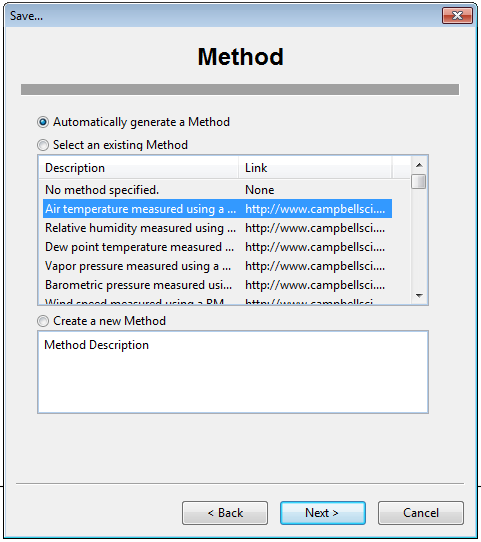 Save...
Method
Automatically generate a Method
Select an existing Method
Description Link
No method specified. None
Air temperature measured using a ... http://www.campbellsci....
Relative humidity measured using ... http://www.campbellsci....
Dew point temperature measured ... http://www.campbellsci....
Vapor pressure measured using a ... http://www.campbellsci....
Barometric pressure measured usi... http://www.campbellsci....
Wind speed measured using a RM... http://www.campbellsci....
Create a new Method
Method Description
< Back Next > Cancel